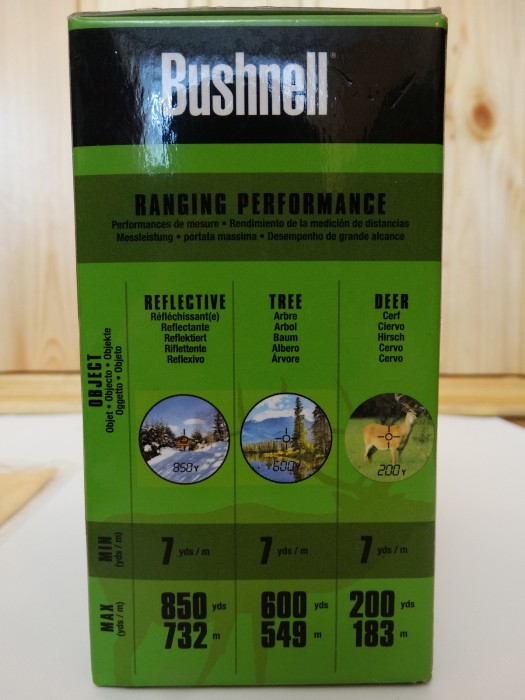 Bushnell
RANGING PERFORMANCE
Performances de mesure • Rendimiento de la medición de distancias
Messleistung • portata massima • Desempenho de grande alcance
OBJECT
Objet • Objecto • Objekte
Oggetto • Objeto
REFLECTIVE
Réfléchissant(e)
Reflectante
Reflektiert
Riflettente
Reflexivo
850Y
TREE
Arbre
Arbol
Baum
Albero
Árvore
600Y
DEER
Cerf
Ciervo
Hirsch
Cervo
Cervo
200Y
MIN
(yds / m)
7 yds / m
7 yds / m
7 yds / m
MAX
(yds / m)
850 yds
732 m
600 yds
549 m
200 yds
183 m